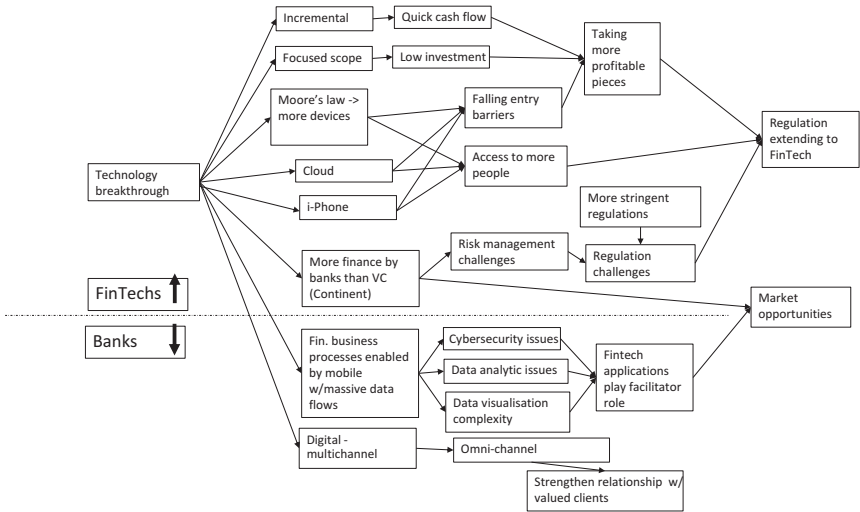 Incremental
Quick cash flow
Taking
more
profitable
pieces
Focused scope
Low investment
Moore's law ->
more devices
Falling entry
barriers
Regulation
extending to
FinTech
Technology
breakthrough
Cloud
Access to more
people
i-Phone
More stringent
regulations
More finance by
banks than VC
(Continent)
Risk management
challenges
Regulation
challenges
FinTechs
Market
opportunities
Banks
Fin. business
processes enabled
by mobile
w/massive data
flows
Cybersecurity issues
Data analytic issues
Data visualisation
complexity
Fintech
applications
play facilitator
role
Digital -
multichannel
Omni-channel
Strengthen relationship w/
valued clients